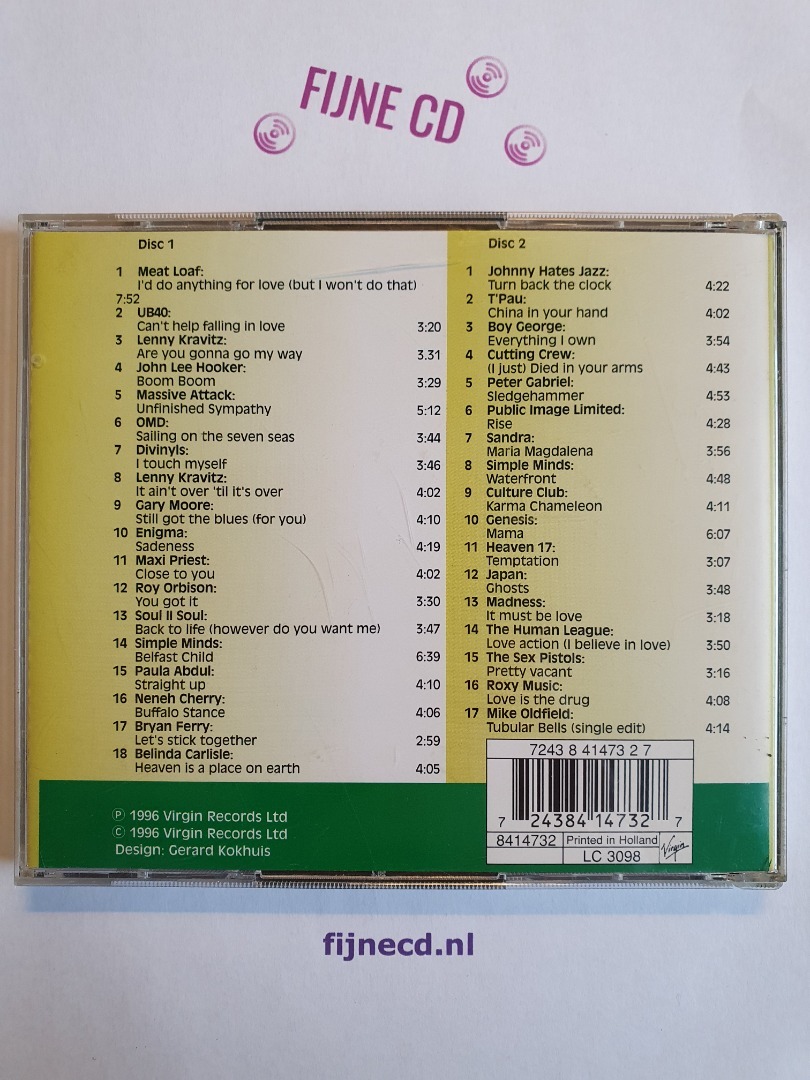 FIJNE CD
Disc 1
1 Meat Loaf:
I'd do anything for love (but I won't do that)
7:52
2 UB40:
Can't help falling in love 3:20
3 Lenny Kravitz:
Are you gonna go my way 3.31
4 John Lee Hooker:
Boom Boom 3:29
5 Massive Attack:
Unfinished Sympathy 5:12
6 OMD:
Sailing on the seven seas 3:44
7 Divinyls:
I touch myself 3:46
8 Lenny Kravitz:
It ain't over 'til it's over 4:02
9 Gary Moore:
Still got the blues (for you) 4:10
10 Enigma:
Sadeness 4:19
11 Maxi Priest:
Close to you 4:02
12 Roy Orbison:
You got it 3:30
13 Soul II Soul:
Back to life (however do you want me) 3:47
14 Simple Minds:
Belfast Child 6:39
15 Paula Abdul:
Straight up 4:10
16 Neneh Cherry:
Buffalo Stance 4:06
17 Bryan Ferry:
Let's stick together 2:59
18 Belinda Carlisle:
Heaven is a place on earth 4:05
Disc 2
1 Johnny Hates Jazz:
Turn back the clock 4:22
2 T'Pau:
China in your hand 4:02
3 Boy George:
Everything I own 3:54
4 Cutting Crew:
(I just) Died in your arms 4:43
5 Peter Gabriel:
Sledgehammer 4:53
6 Public Image Limited:
Rise 4:28
7 Sandra:
Maria Magdalena 3:56
8 Simple Minds:
Waterfront 4:48
9 Culture Club:
Karma Chameleon 4:11
10 Genesis:
Mama 6:07
11 Heaven 17:
Temptation 3:07
12 Japan:
Ghosts 3:48
13 Madness:
It must be love 3:18
14 The Human League:
Love action (I believe in love) 3:50
15 The Sex Pistols:
Pretty vacant 3:16
16 Roxy Music:
Love is the drug 4:08
17 Mike Oldfield:
Tubular Bells (single edit) 4:14
℗ 1996 Virgin Records Ltd
© 1996 Virgin Records Ltd
Design: Gerard Kokhuis
7243 8 41473 2 7
7 24384 14732 7
8414732 Printed in Holland Virgin
LC 3098
fijnecd.nl